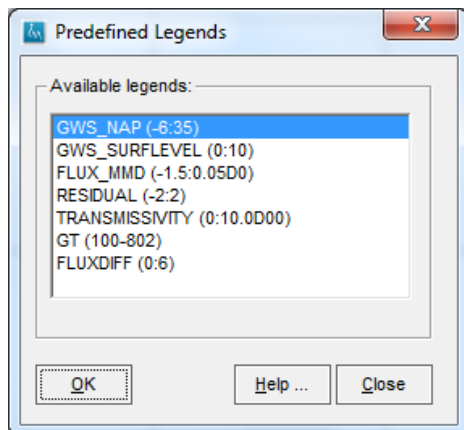 Predefined Legends
Available legends:
GWS_NAP (-6:35)
GWS_SURFLEVEL (0:10)
FLUX_MMD (-1.5:0.05D0)
RESIDUAL (-2:2)
TRANSMISSIVITY (0:10.0D00)
GT (100-802)
FLUXDIFF (0:6)
OK
Help ...
Close